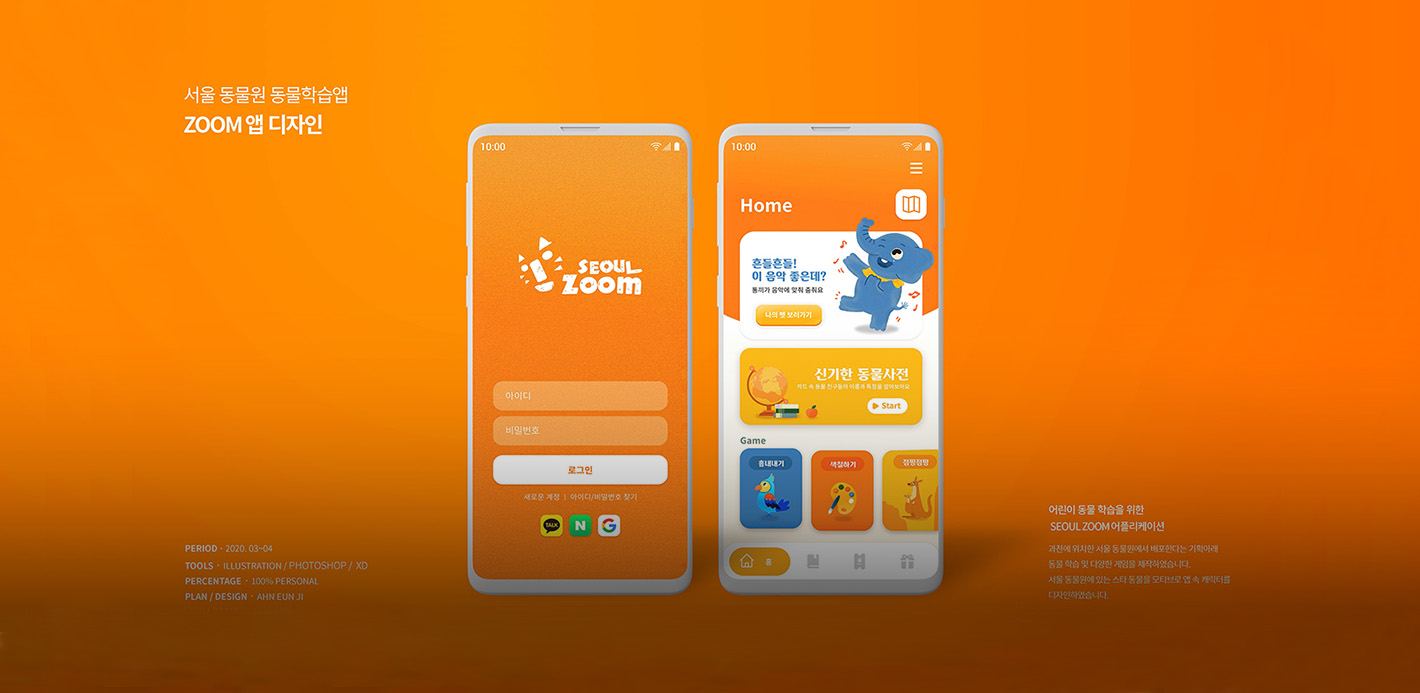 서울 동물원 동물학습앱
ZOOM 앱 디자인
10:00
SEOUL
ZOOM
아이디
비밀번호
로그인
새로운 계정 | 아이디/비밀번호 찾기
TALK
N
G
10:00
Home
흔들흔들!
이 음악 좋은데?
통끼가 음악에 맞춰 춤춰요
나의 펫 보러가기
신기한 동물사전
카드 속 동물 친구들의 이름과 특징을 알아보아요
Start
Game
흉내내기
색칠하기
점핑점핑
홈
PERIOD · 2020. 03~04
TOOLS · ILLUSTRATION / PHOTOSHOP / XD
PERCENTAGE · 100% PERSONAL
PLAN / DESIGN · AHN EUN JI
어린이 동물 학습을 위한
SEOUL ZOOM 어플리케이션
과천에 위치한 서울 동물원에서 배포한다는 기획아래
동물 학습 및 다양한 게임을 제작하였습니다.
서울 동물원에 있는 스타 동물을 모티브로 앱 속 캐릭터를
디자인하였습니다.